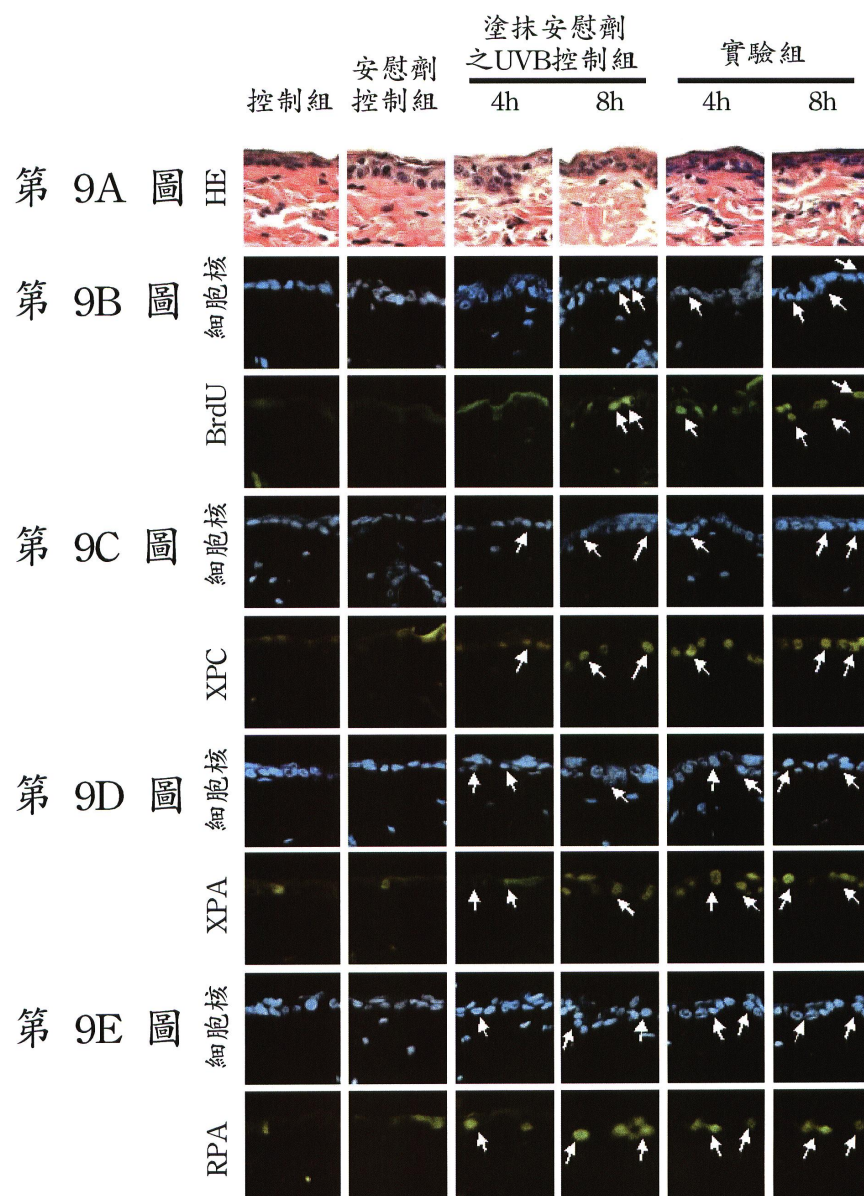 塗抹安慰劑
之UVB控制組
實驗組
安慰劑
控制組
控制組
4h
8h
4h
8h
第 9A 圖
HE
第 9B 圖
細胞核
BrdU
第 9C 圖
細胞核
XPC
第 9D 圖
細胞核
XPA
第 9E 圖
細胞核
RPA